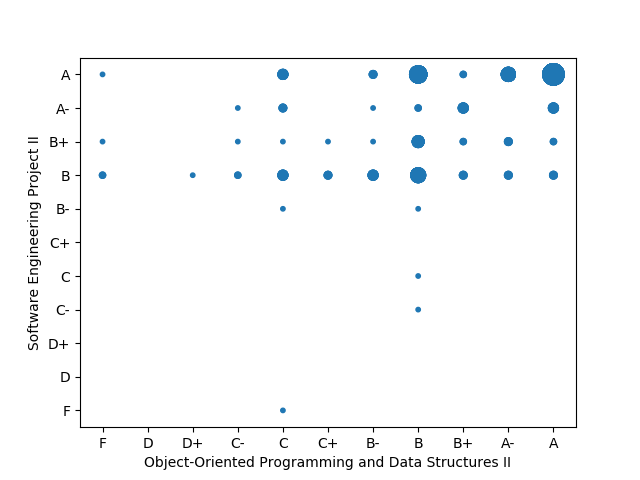 A
A-
B+
B
B-
C+
C
C-
D+
D
F
Software Engineering Project II
F D D+ C- C C+ B- B B+ A- A
Object-Oriented Programming and Data Structures II